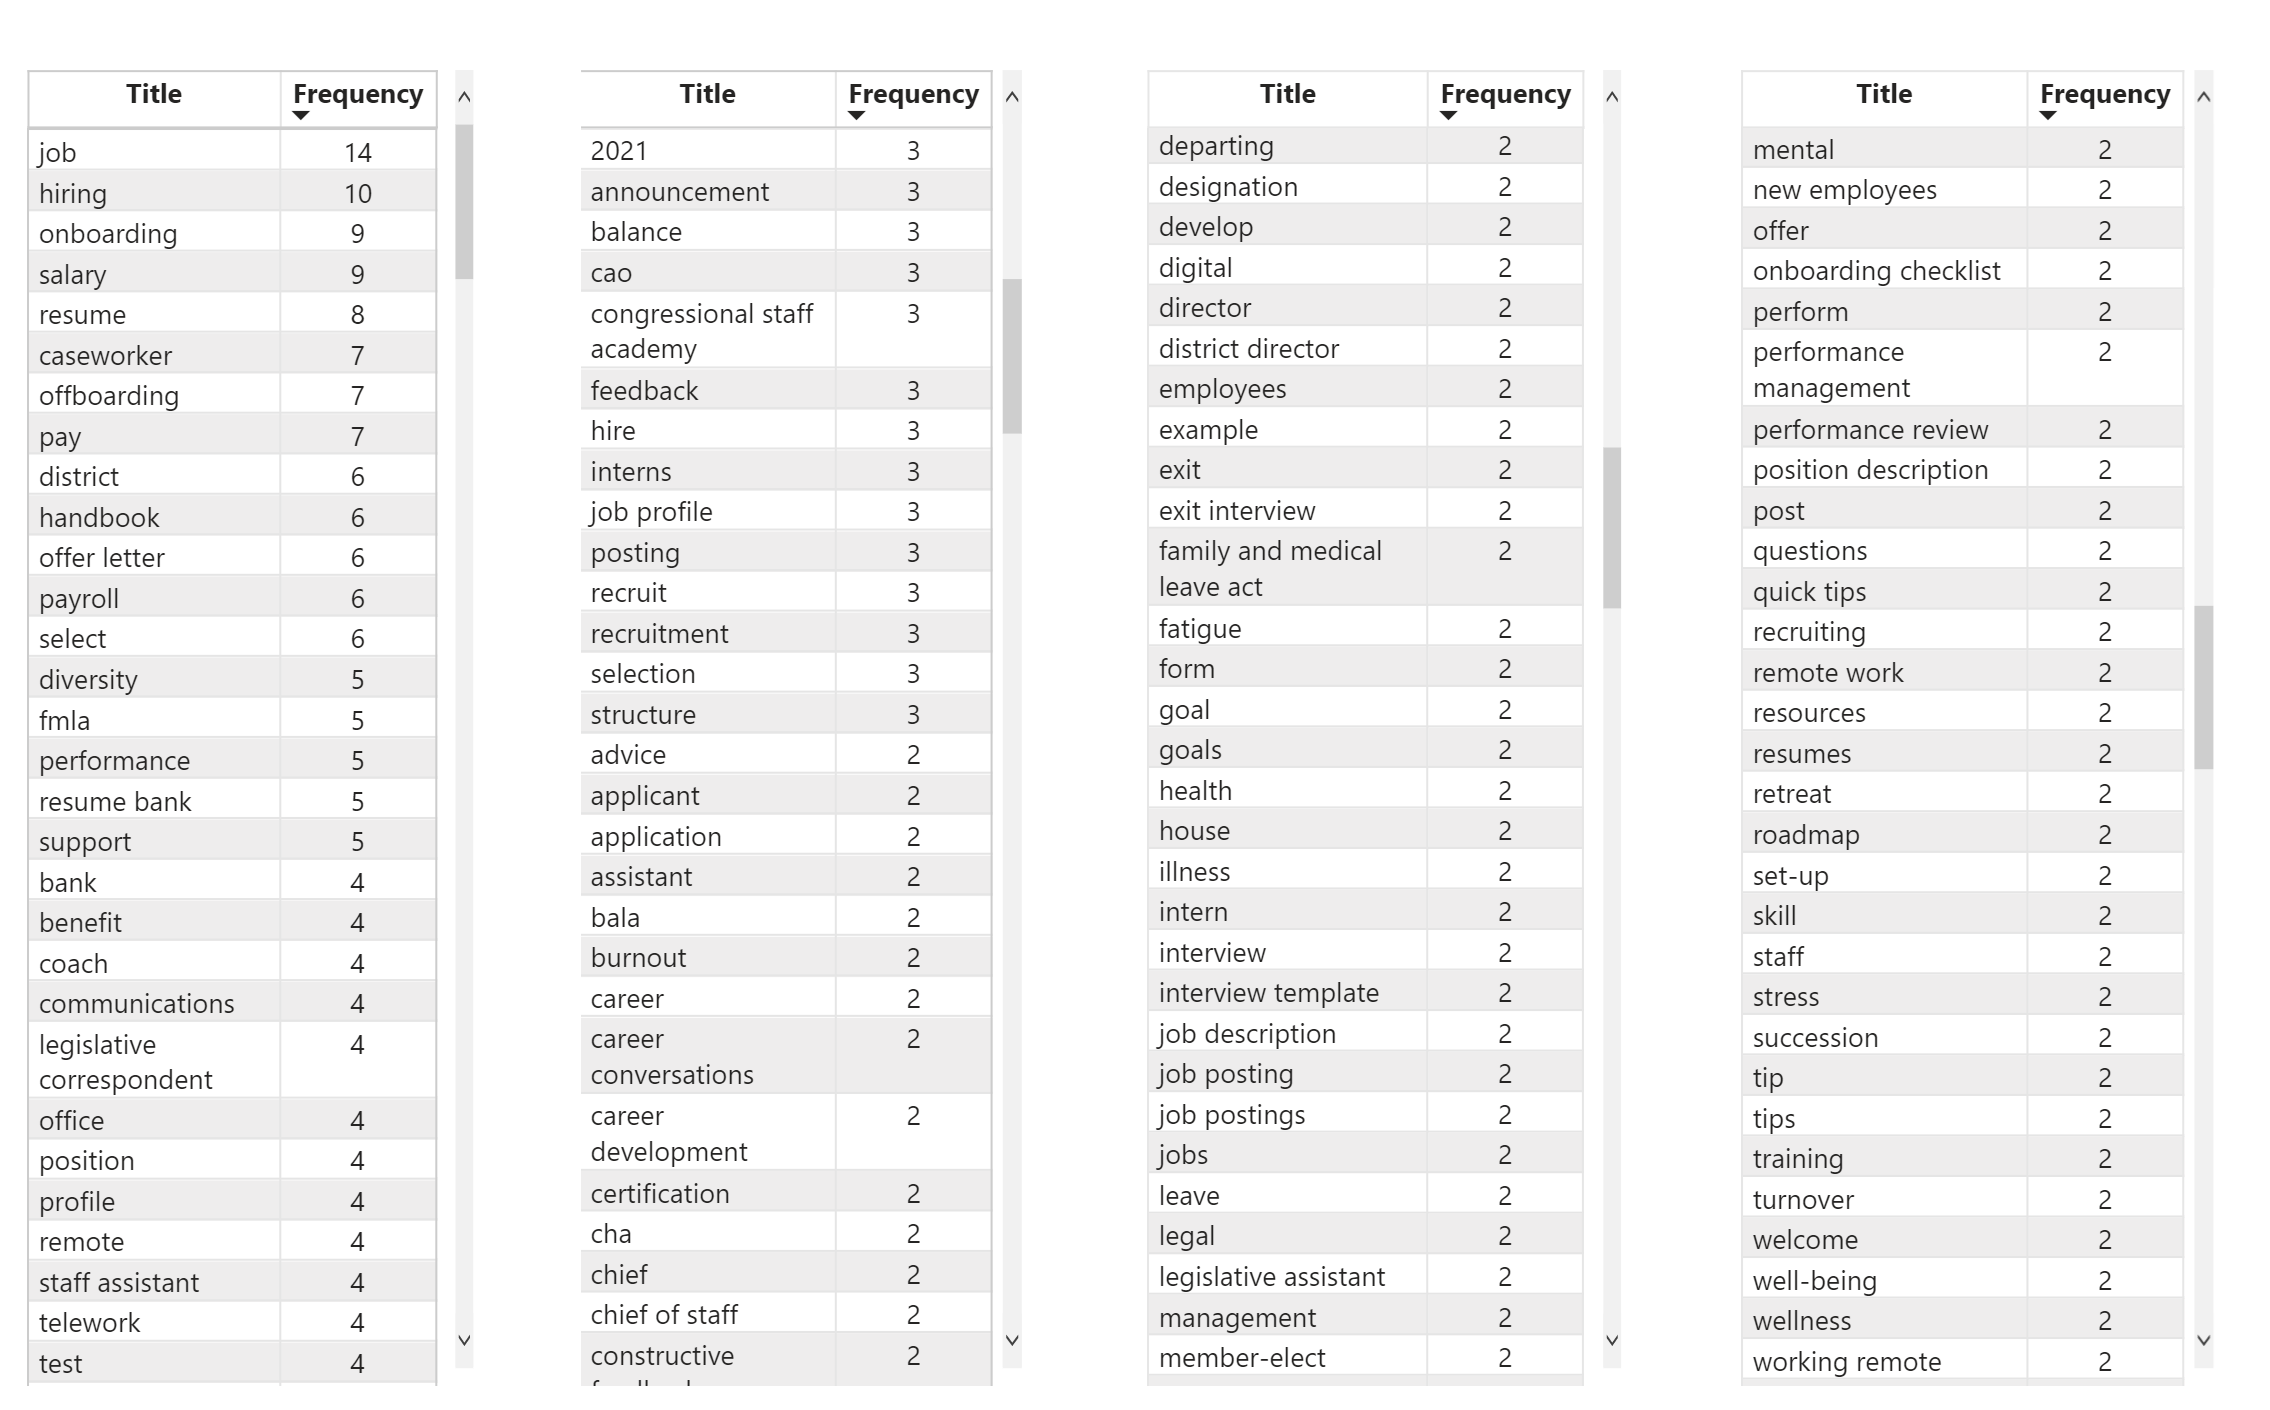 Title Frequency
job 14
hiring 10
onboarding 9
salary 9
resume 8
caseworker 7
offboarding 7
pay 7
district 6
handbook 6
offer letter 6
payroll 6
select 6
diversity 5
fmla 5
performance 5
resume bank 5
support 5
bank 4
benefit 4
coach 4
communications 4
legislative 4
correspondent
office 4
position 4
profile 4
remote 4
staff assistant 4
telework 4
test 4
Title Frequency
2021 3
announcement 3
balance 3
cao 3
congressional staff 3
academy
feedback 3
hire 3
interns 3
job profile 3
posting 3
recruit 3
recruitment 3
selection 3
structure 3
advice 2
applicant 2
application 2
assistant 2
bala 2
burnout 2
career 2
career 2
conversations
career 2
development
certification 2
cha 2
chief 2
chief of staff 2
constructive 2
Title Frequency
departing 2
designation 2
develop 2
digital 2
director 2
district director 2
employees 2
example 2
exit 2
exit interview 2
family and medical 2
leave act
fatigue 2
form 2
goal 2
goals 2
health 2
house 2
illness 2
intern 2
interview 2
interview template 2
job description 2
job posting 2
job postings 2
jobs 2
leave 2
legal 2
legislative assistant 2
management 2
member-elect 2
Title Frequency
mental 2
new employees 2
offer 2
onboarding checklist 2
perform 2
performance 2
management
performance review 2
position description 2
post 2
questions 2
quick tips 2
recruiting 2
remote work 2
resources 2
resumes 2
retreat 2
roadmap 2
set-up 2
skill 2
staff 2
stress 2
succession 2
tip 2
tips 2
training 2
turnover 2
welcome 2
well-being 2
wellness 2
working remote 2